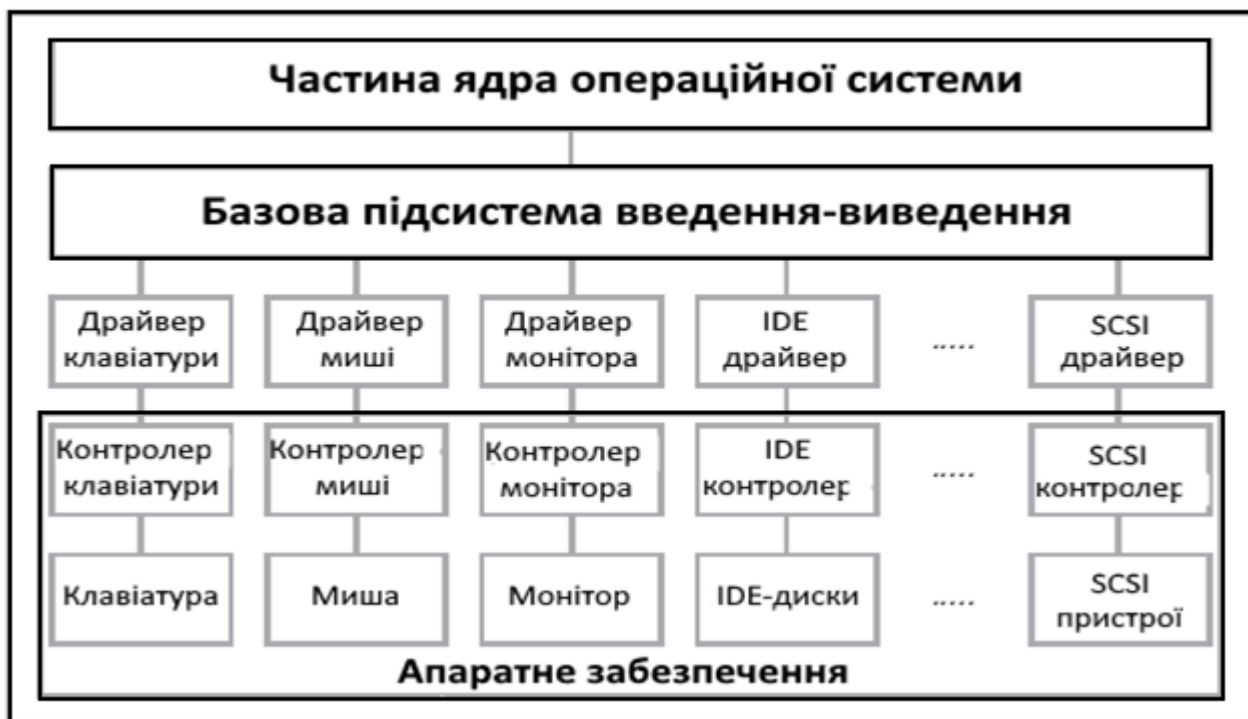 Частина ядра операційної системи
Базова підсистема введення-виведення
Драйвер
клавіатури
Драйвер
миші
Драйвер
монітора
IDE
драйвер
.....
SCSI
драйвер
Контролер
клавіатури
Контролер
миші
Контролер
монітора
IDE
контролер
.....
SCSI
контролер
Клавіатура
Миша
Монітор
IDE-диски
.....
SCSI
пристрої
Апаратне забезпечення